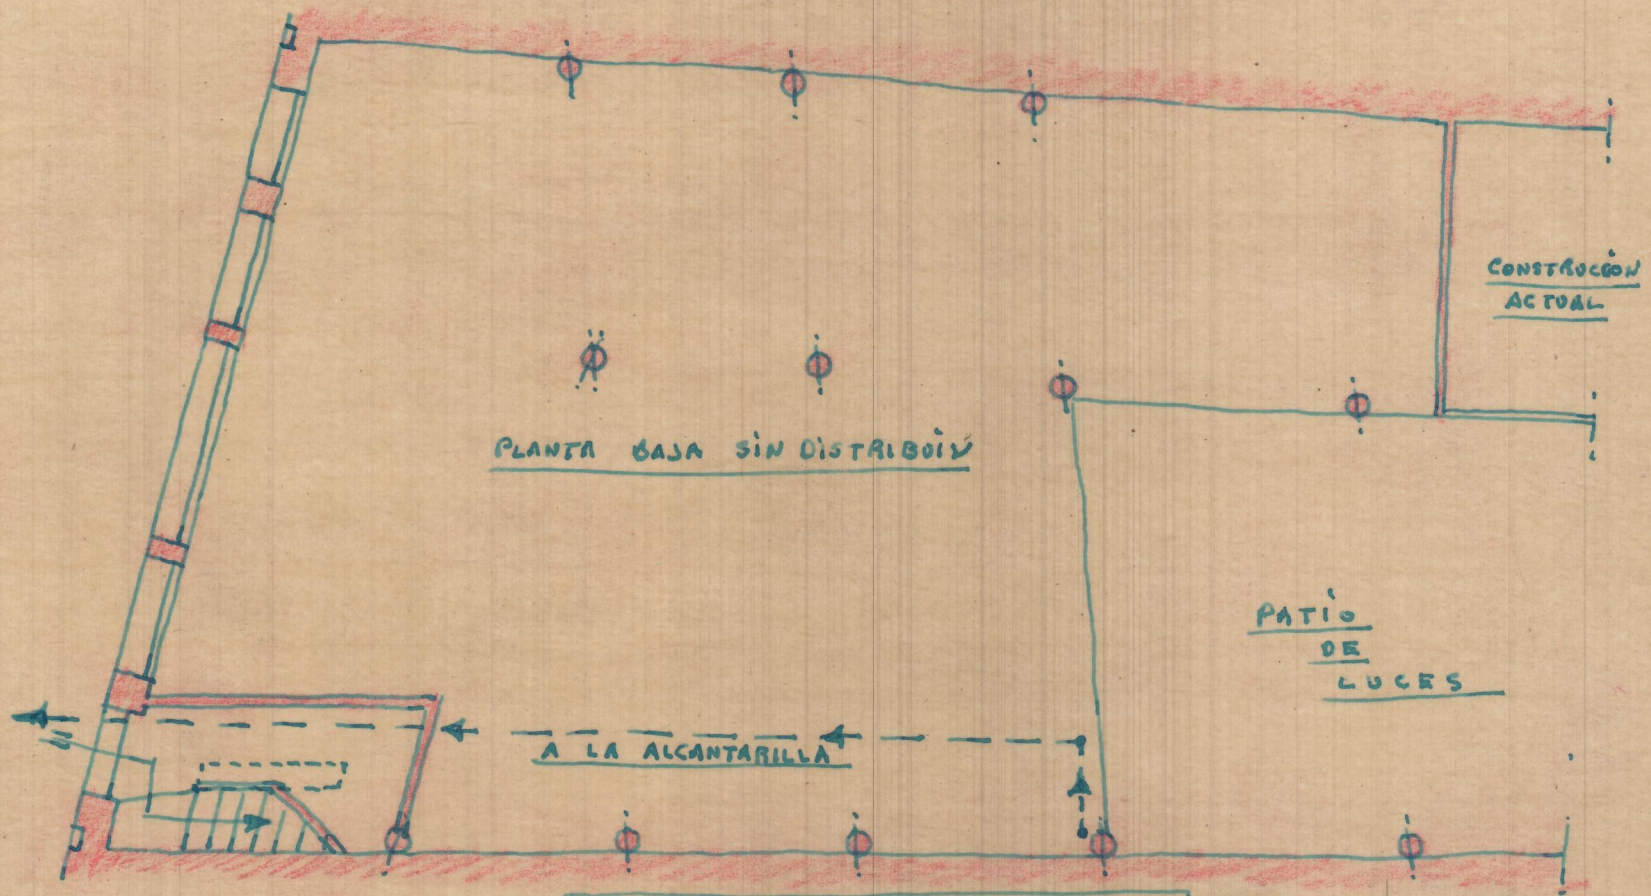 CONSTRUCCION
ACTUAL
PLANTA BAJA SIN DISTRIBUIR
PATIO
DE
LUCES
A LA ALCANTARILLA